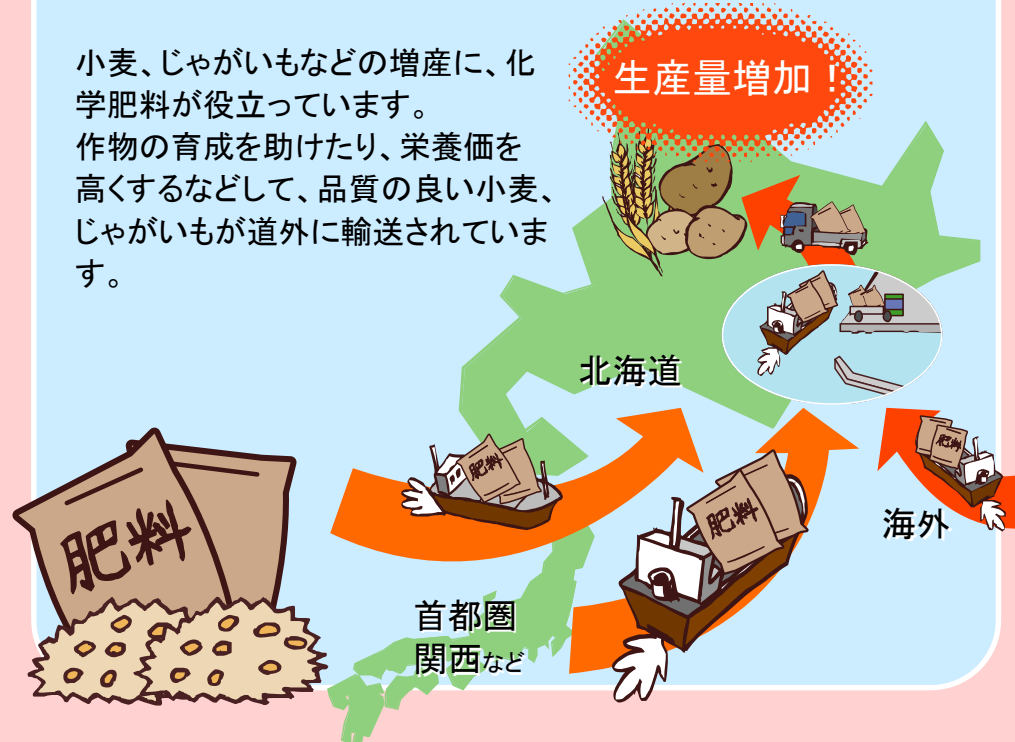 小麦、じゃがいもなどの増産に、化
学肥料が役立っています。
作物の育成を助けたり、栄養価を
高くするなどして、品質の良い小麦、
じゃがいもが道外に輸送されていま
す。
生産量増加！
北海道
肥料
肥料
海外
肥料
肥料
首都圏
関西など